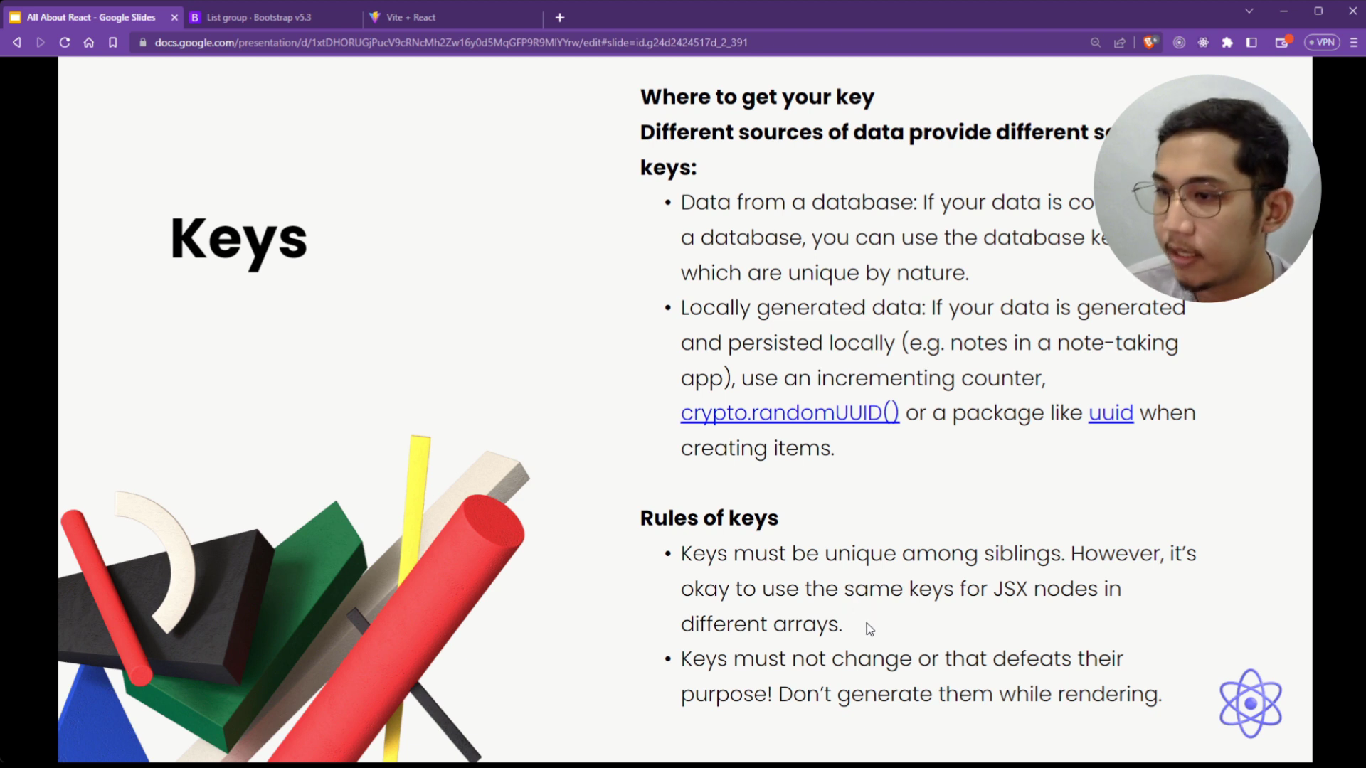 All About React - Google Slides
List group - Bootstrap v5.3
Vite + React
docs.google.com/presentation/d/1xtDHORUGjPucV9cRNcMh2Zw16y0d5MqGFP9R9MIYYrw/edit#slide=id.g24d2424517d_2_391
VPN
Keys
Where to get your key
Different sources of data provide different
keys:
• Data from a database: If your data is
a database, you can use the database
which are unique by nature.
• Locally generated data: If your data is generated
and persisted locally (e.g. notes in a note-taking
app), use an incrementing counter,
crypto.randomUUID() or a package like uuid when
creating items.
Rules of keys
• Keys must be unique among siblings. However, it's
okay to use the same keys for JSX nodes in
different arrays.
• Keys must not change or that defeats their
purpose! Don't generate them while rendering.